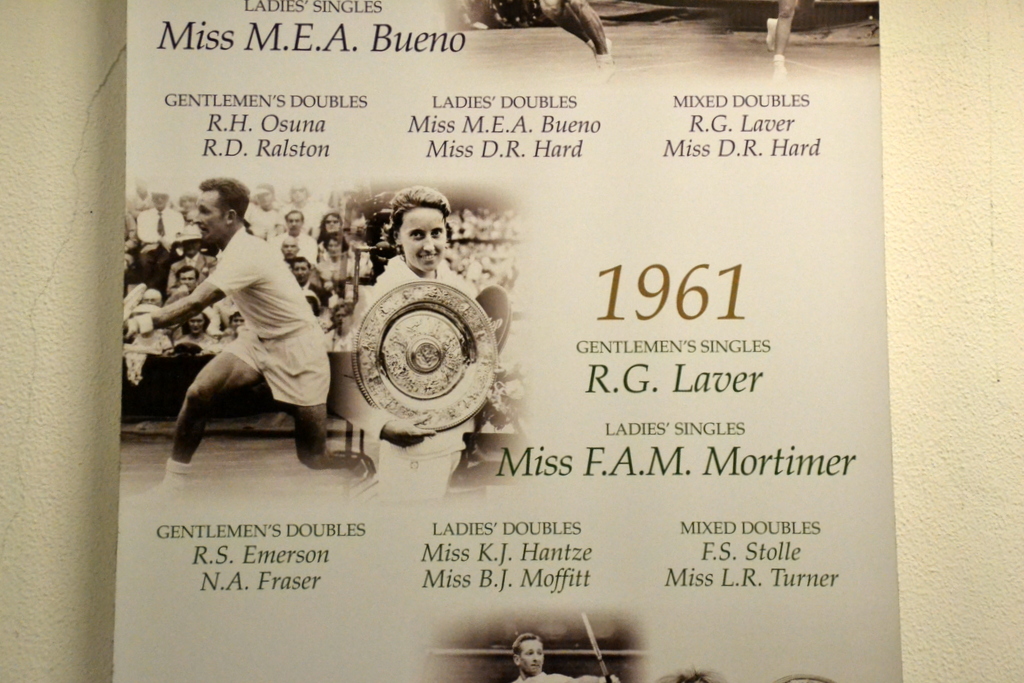 LADIES' SINGLES
Miss M.E.A. Bueno
GENTLEMEN'S DOUBLES
R.H. Osuna
R.D. Ralston
LADIES' DOUBLES
Miss M.E.A. Bueno
Miss D.R. Hard
MIXED DOUBLES
R.G. Laver
Miss D.R. Hard
1961
GENTLEMEN'S SINGLES
R.G. Laver
LADIES' SINGLES
Miss F.A.M. Mortimer
GENTLEMEN'S DOUBLES
R.S. Emerson
N.A. Fraser
LADIES' DOUBLES
Miss K.J. Hantze
Miss B.J. Moffitt
MIXED DOUBLES
F.S. Stolle
Miss L.R. Turner